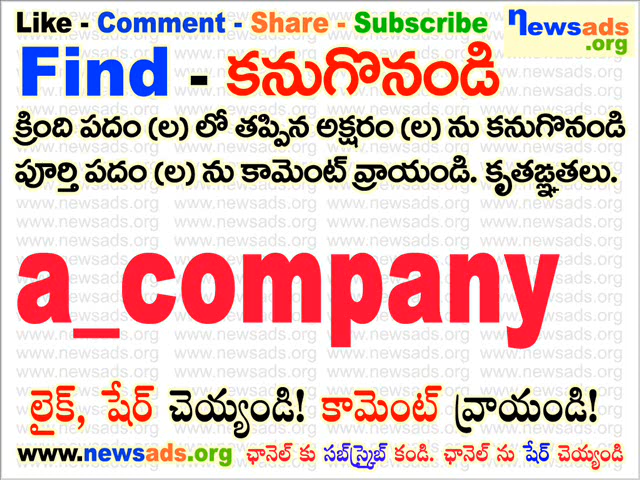 Like - Comment - Share - Subscribe
newsads
.org
Find - కనుగొనండి
క్రింది పదం (ల) లో తప్పిన అక్షరం (ల) ను కనుగొనండి
పూర్తి పదం (ల) ను కామెంట్ వ్రాయండి. కృతజ్ఞతలు.
a_company
లైక్, షేర్ చెయ్యండి! కామెంట్ వ్రాయండి!
www.newsads.org ఛానెల్ కు సబ్‌స్క్రైబ్ కండి. ఛానెల్ ను షేర్ చెయ్యండి